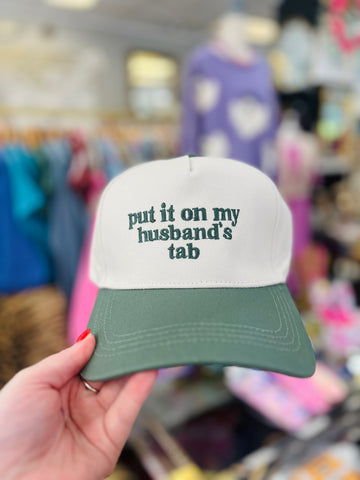 put it on my
husband's
tab